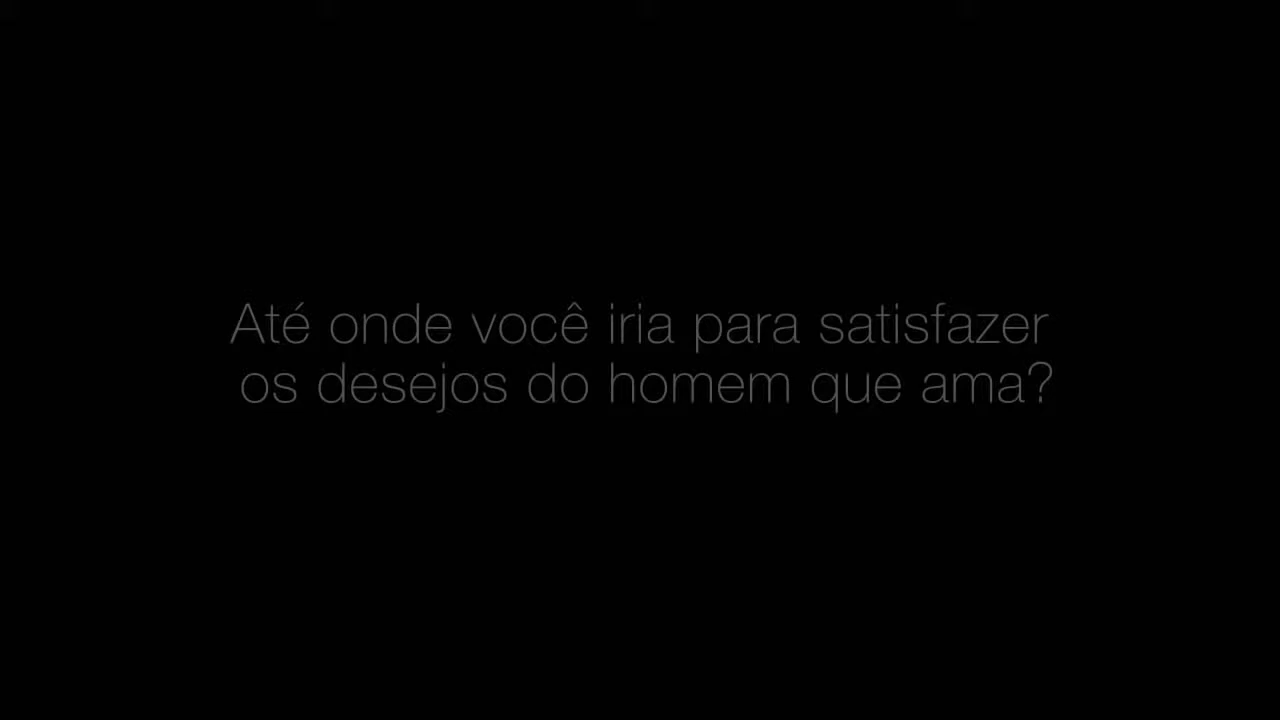 Até onde você iria para satisfazer
os desejos do homem que ama?